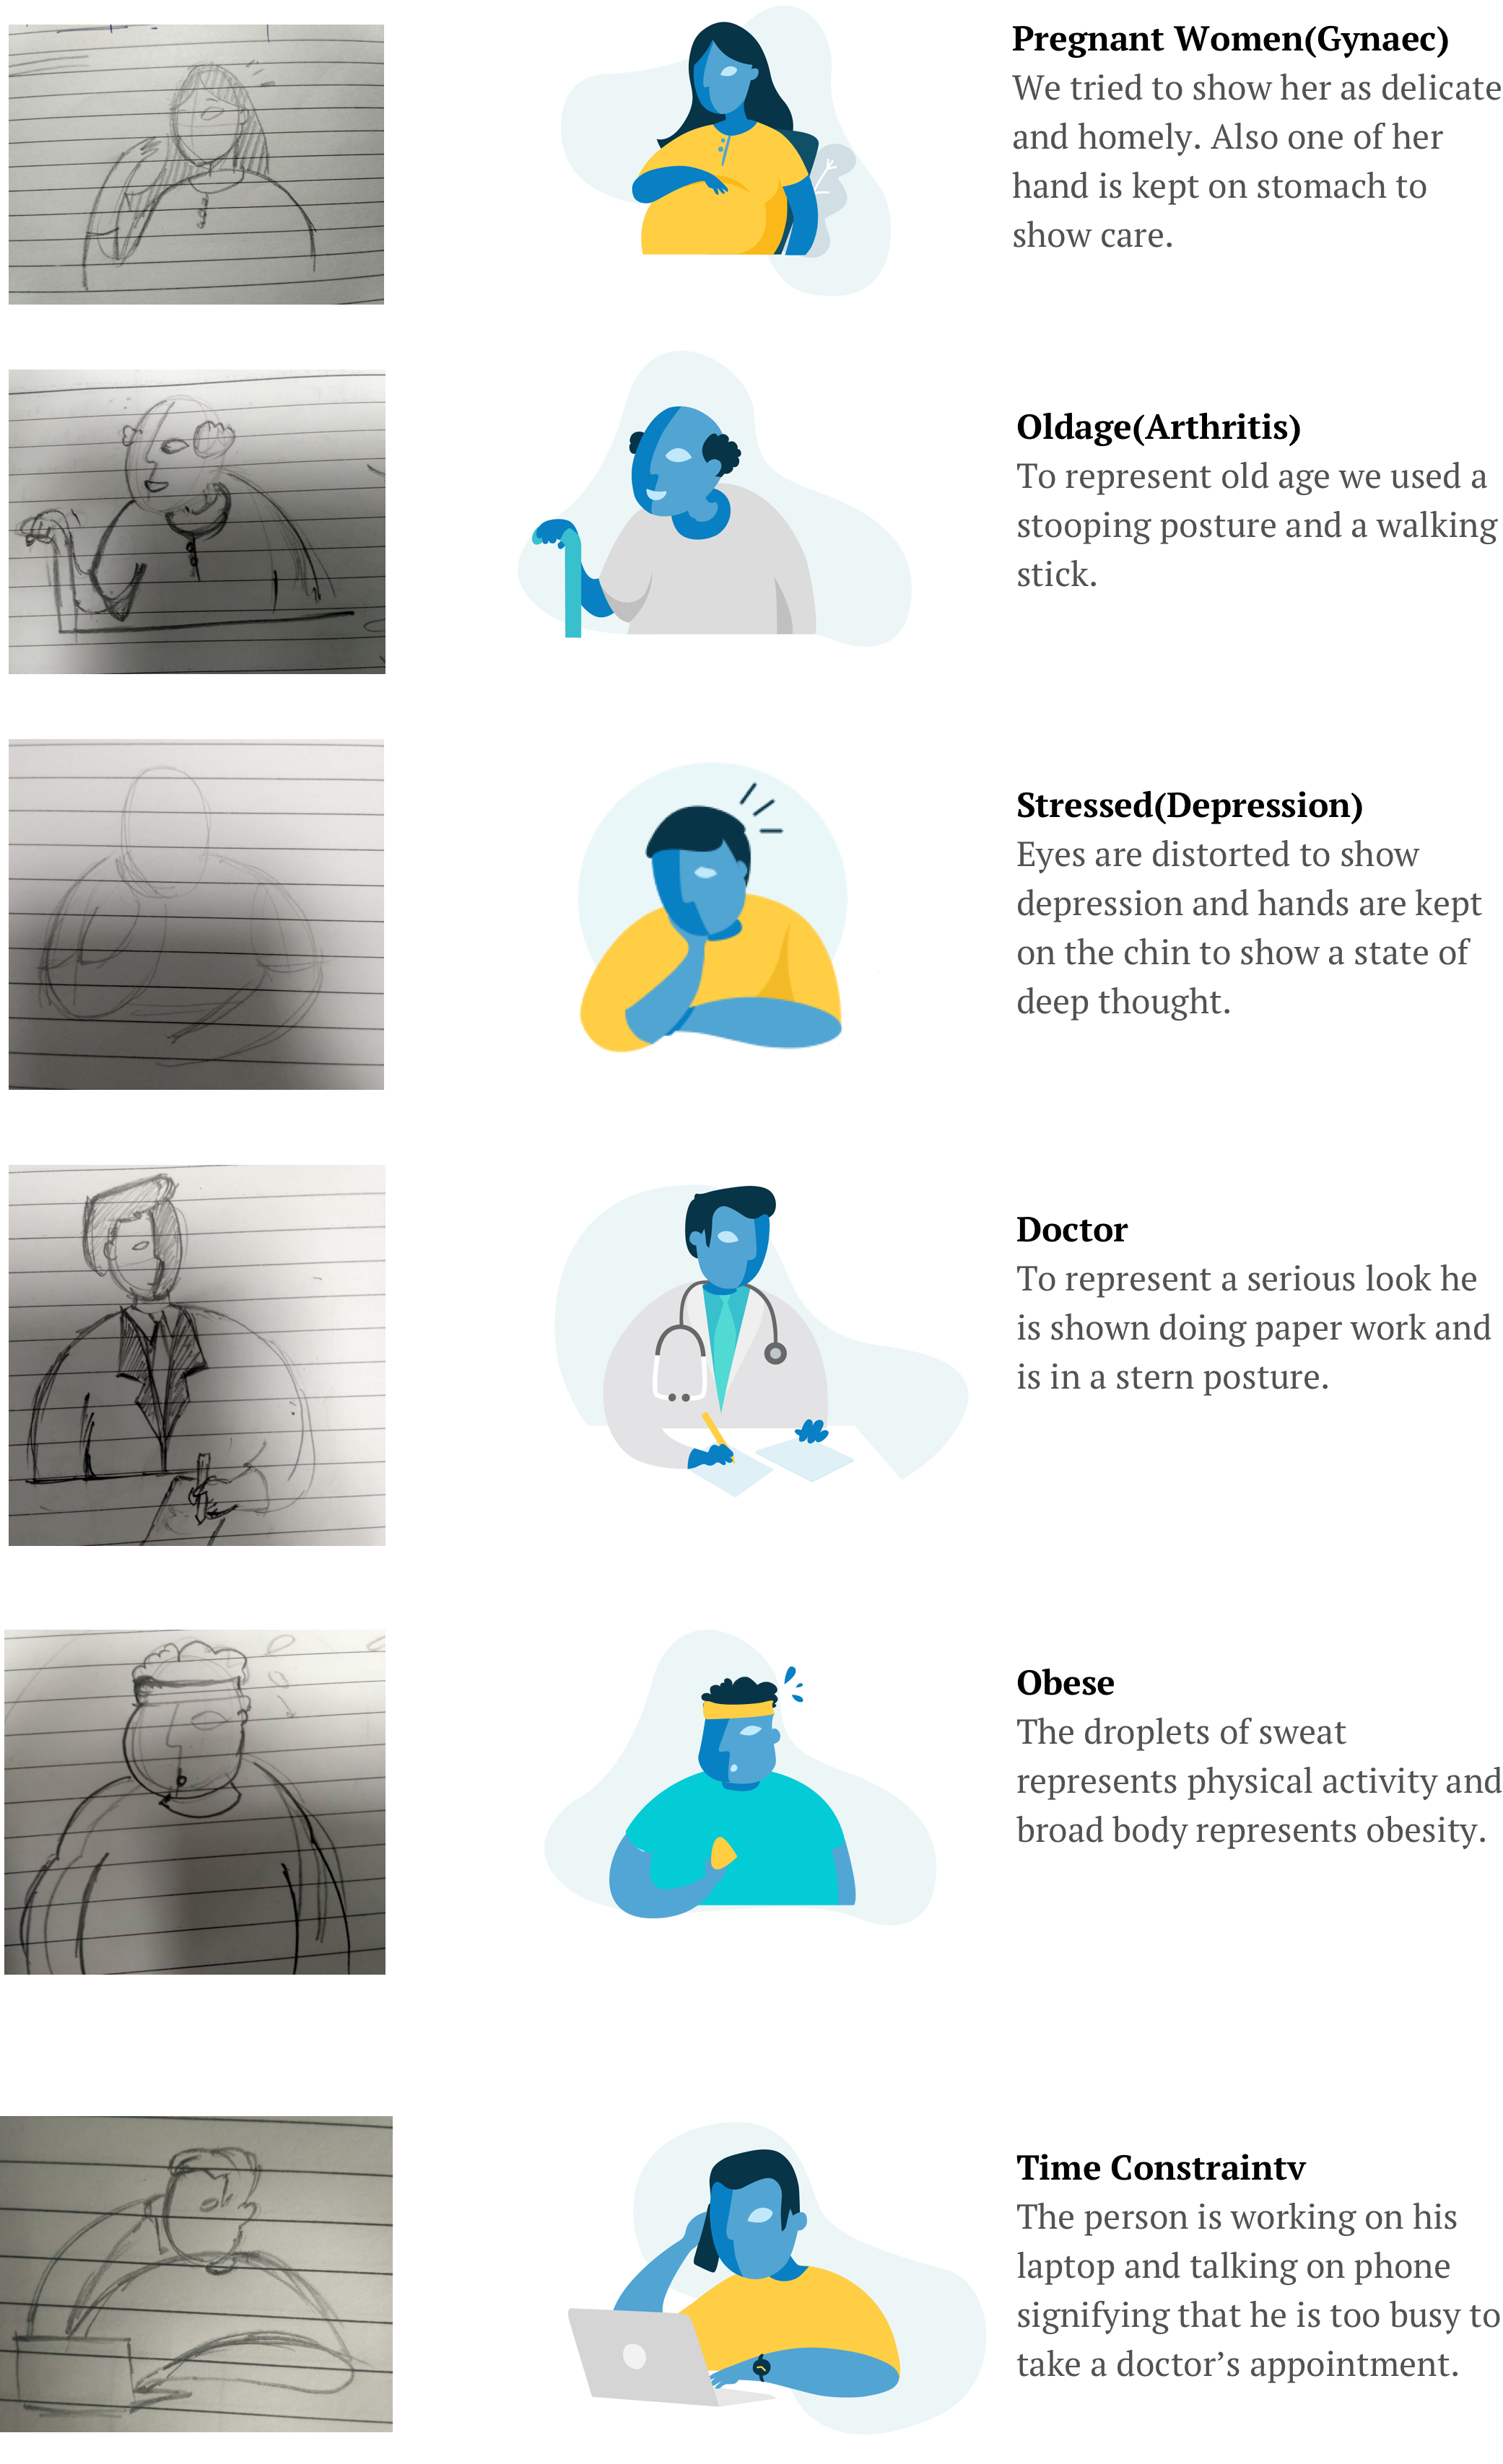 Pregnant Women(Gynaec)
We tried to show her as delicate
and homely. Also one of her
hand is kept on stomach to
show care.
Oldage(Arthritis)
To represent old age we used a
stooping posture and a walking
stick.
Stressed(Depression)
Eyes are distorted to show
depression and hands are kept
on the chin to show a state of
deep thought.
Doctor
To represent a serious look he
is shown doing paper work and
is in a stern posture.
Obese
The droplets of sweat
represents physical activity and
broad body represents obesity.
Time Constraintv
The person is working on his
laptop and talking on phone
signifying that he is too busy to
take a doctor’s appointment.